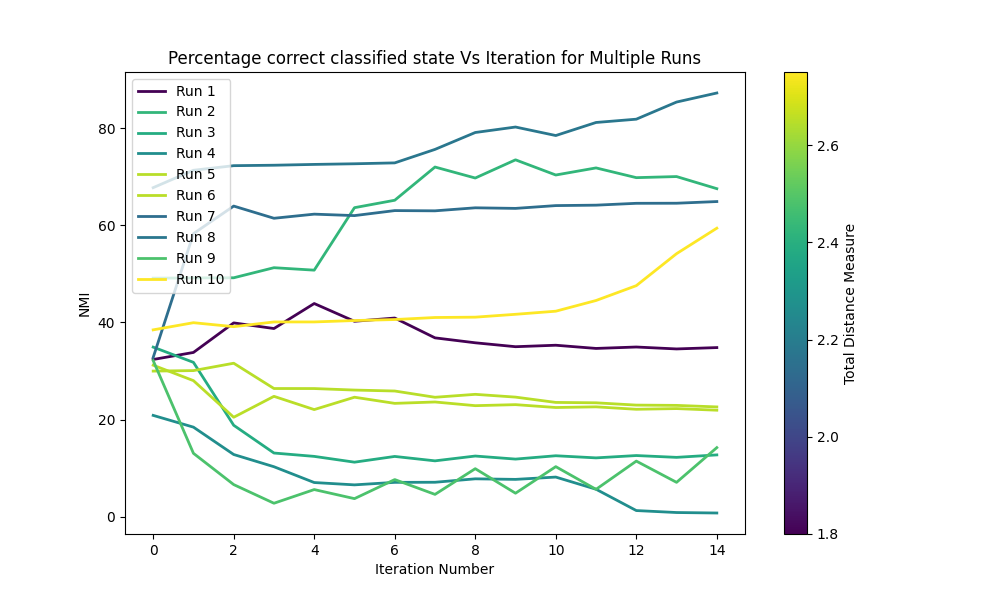 Percentage correct classified state Vs Iteration for Multiple Runs
Run 1
Run 2
Run 3
Run 4
Run 5
Run 6
Run 7
Run 8
Run 9
Run 10
80
60
40
20
0
NMI
0 2 4 6 8 10 12 14
Iteration Number
2.6
2.4
2.2
2.0
1.8
Total Distance Measure